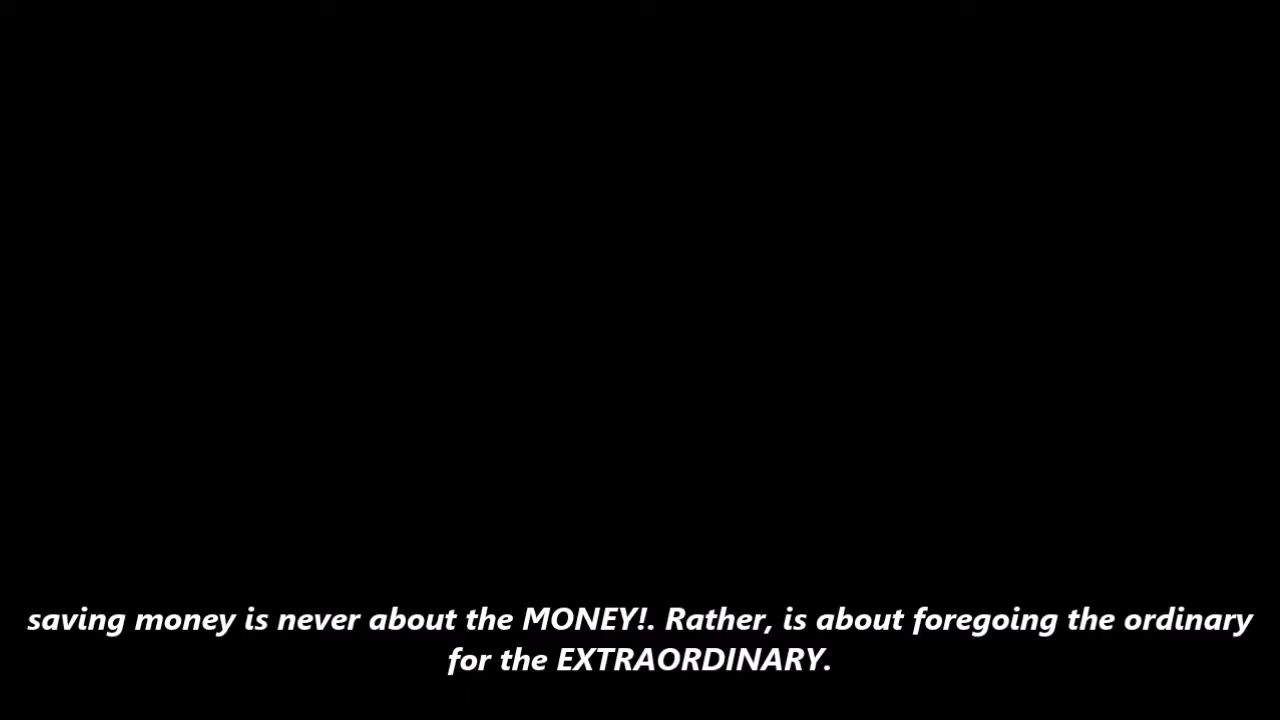 saving money is never about the MONEY!. Rather, is about foregoing the ordinary
for the EXTRAORDINARY.